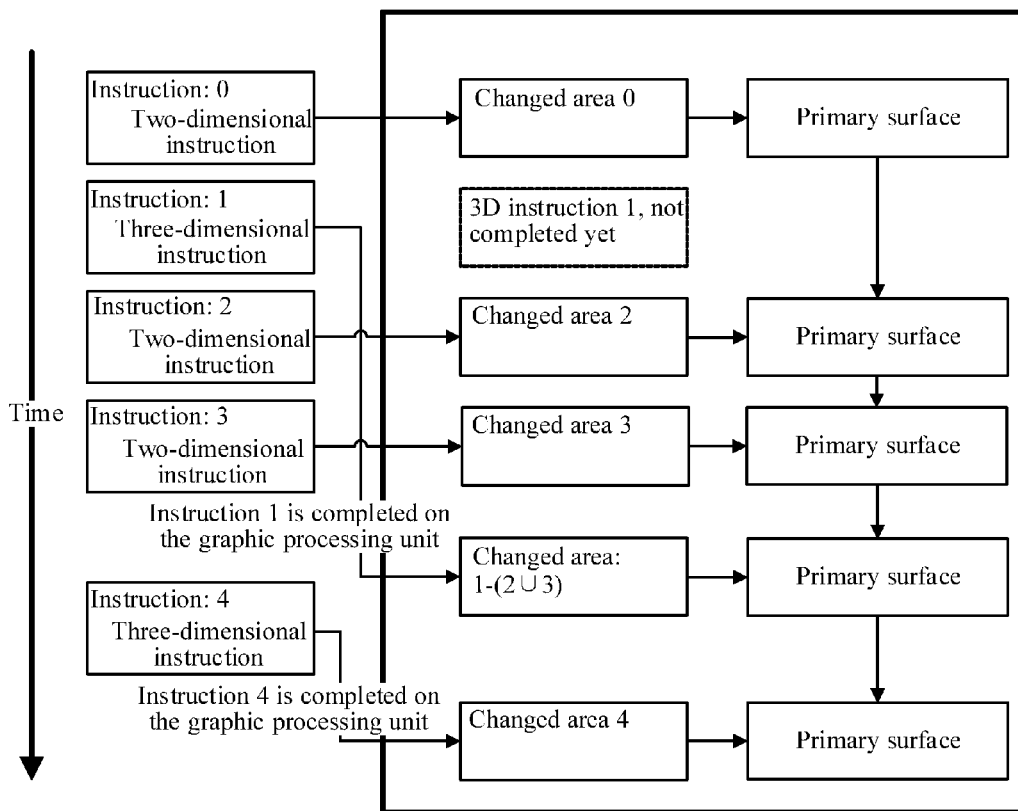 Instruction: 0
Two-dimensional
instruction
Changed area 0
Primary surface
Instruction: 1
Three-dimensional
instruction
3D instruction 1, not
completed yet
Instruction: 2
Two-dimensional
instruction
Changed area 2
Primary surface
Time
Instruction: 3
Two-dimensional
instruction
Changed area 3
Primary surface
Instruction 1 is completed on
the graphic processing unit
Changed area:
1-(2∪3)
Primary surface
Instruction: 4
Three-dimensional
instruction
Instruction 4 is completed on
the graphic processing unit
Changed area 4
Primary surface